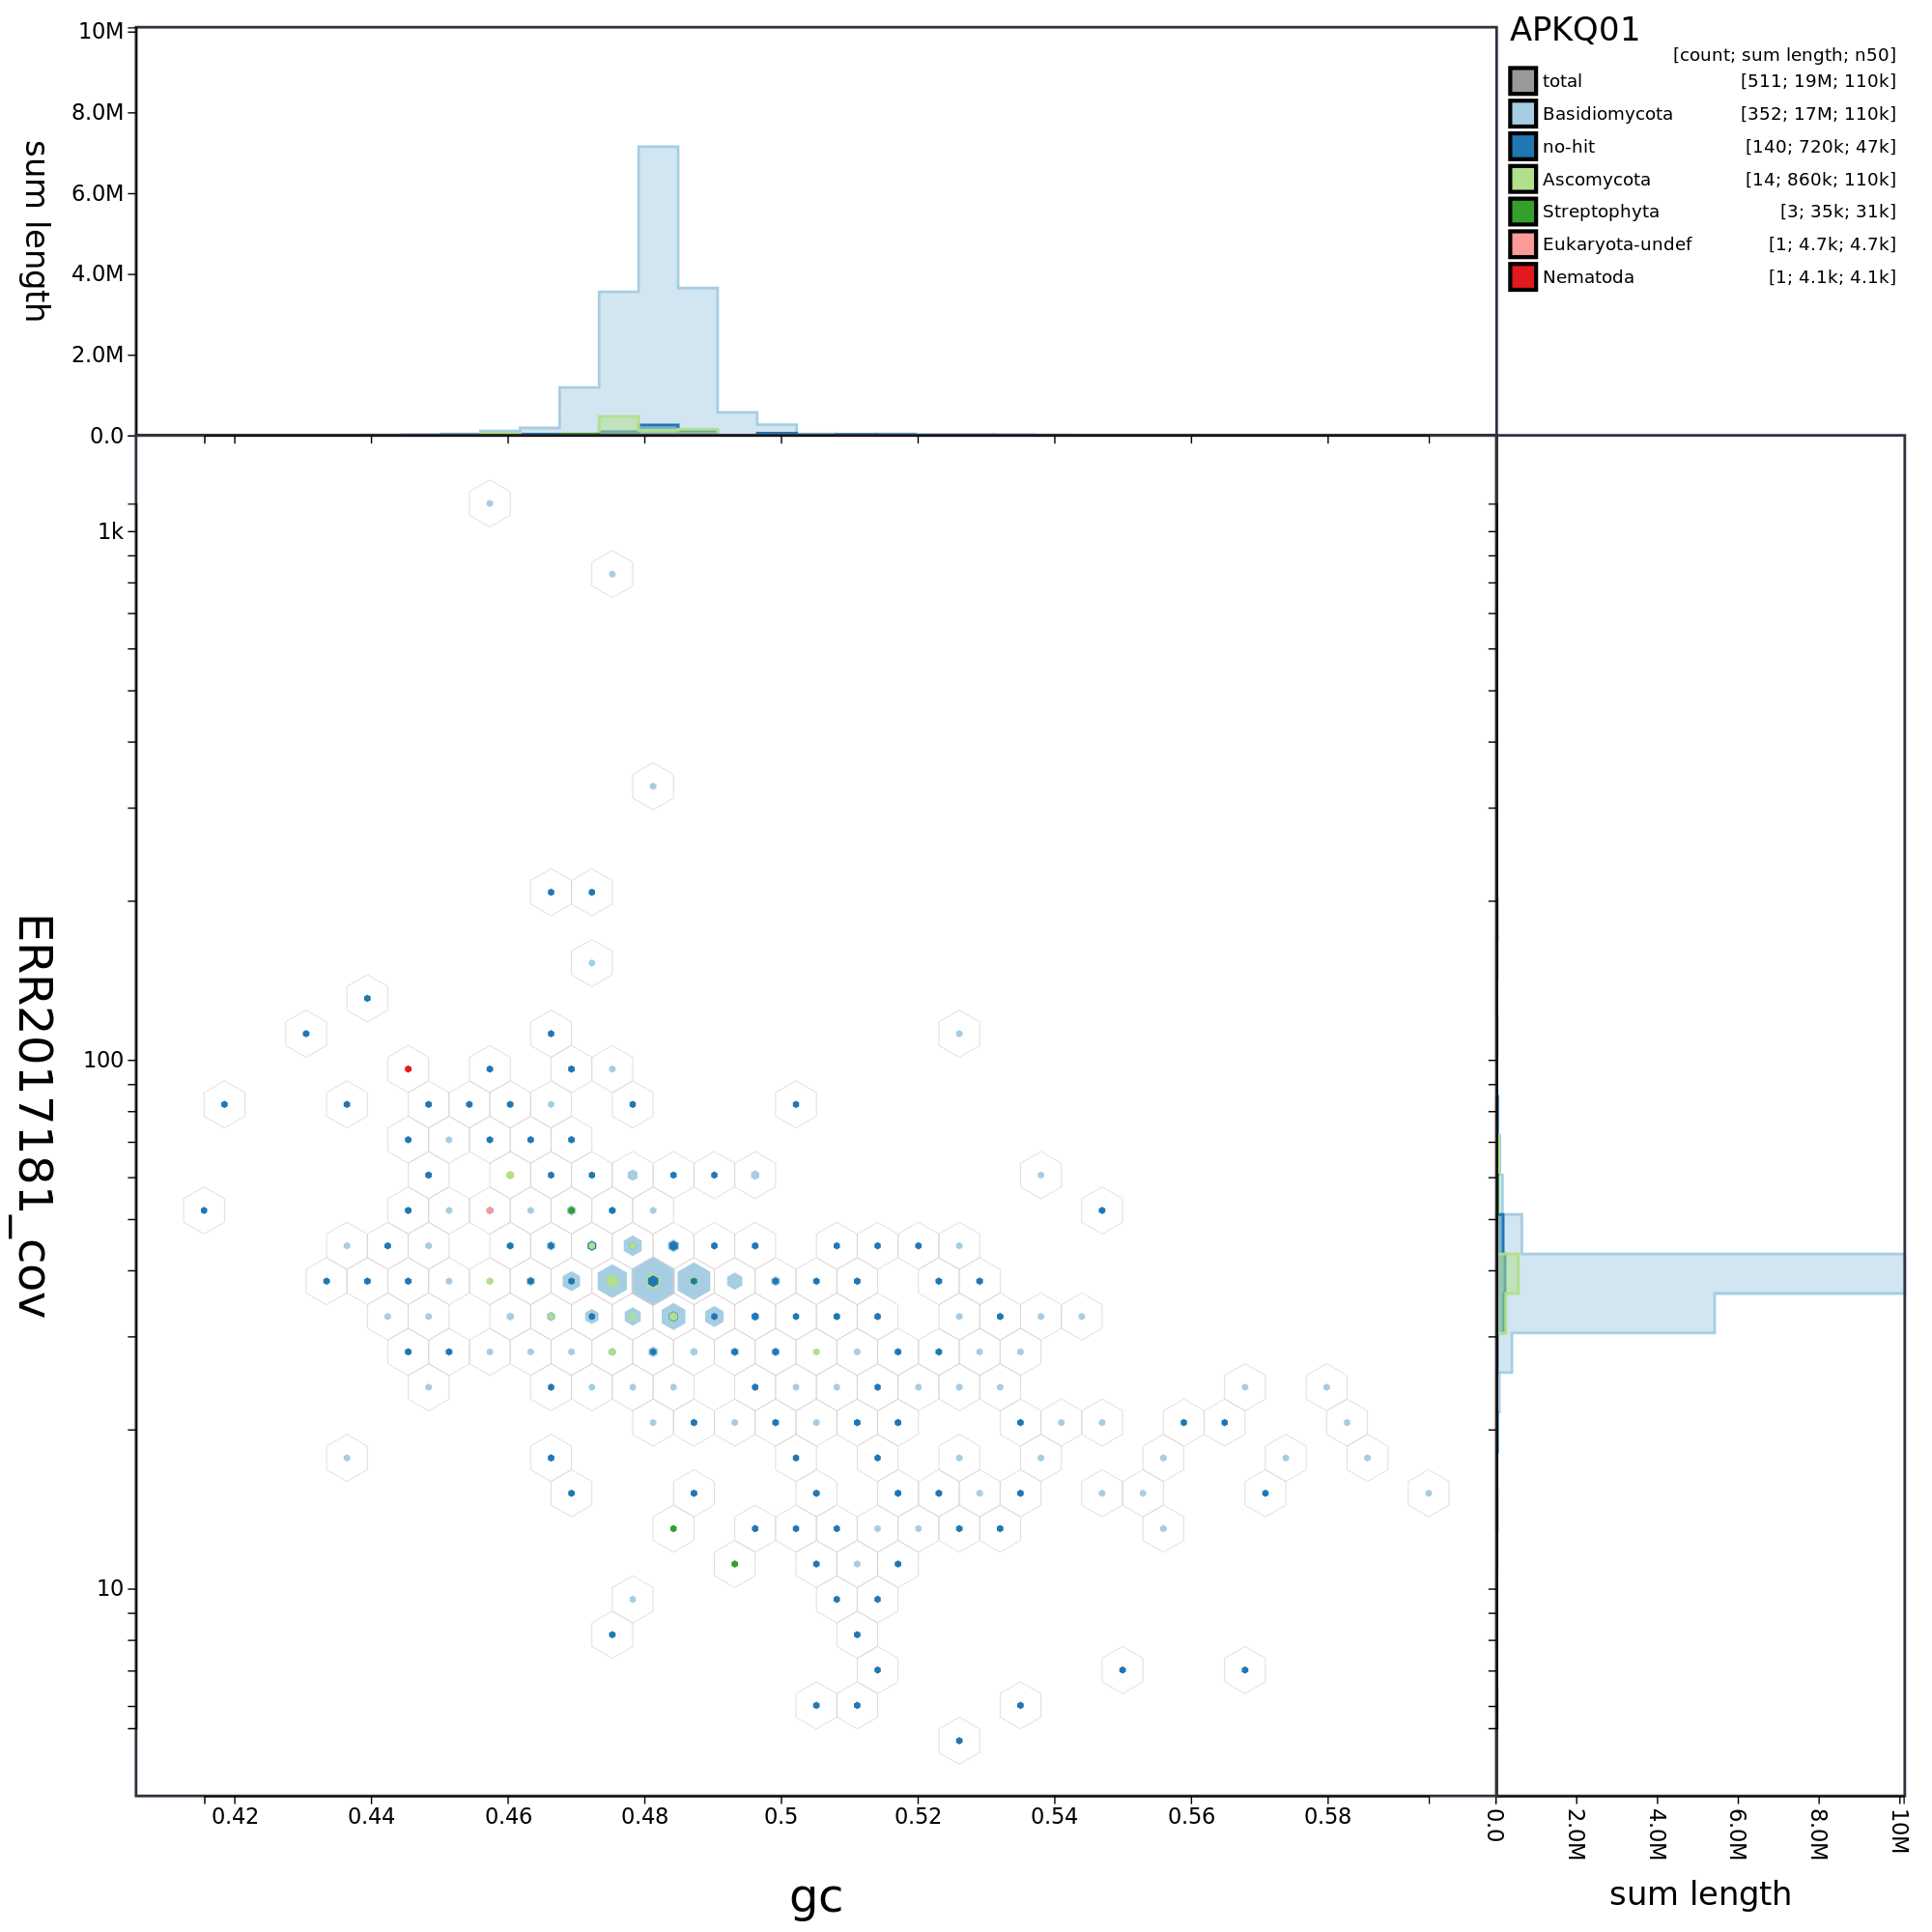 APKQ01
[count; sum length; n50]
total [511; 19M; 110k]
Basidiomycota [352; 17M; 110k]
no-hit [140; 720k; 47k]
Ascomycota [14; 860k; 110k]
Streptophyta [3; 35k; 31k]
Eukaryota-undef [1; 4.7k; 4.7k]
Nematoda [1; 4.1k; 4.1k]
sum length
10M
8.0M
6.0M
4.0M
2.0M
0.0
ERR2017181_cov
1k
100
10
0.42 0.44 0.46 0.48 0.5 0.52 0.54 0.56 0.58
gc
0.0 2.0M 4.0M 6.0M 8.0M 10M
sum length